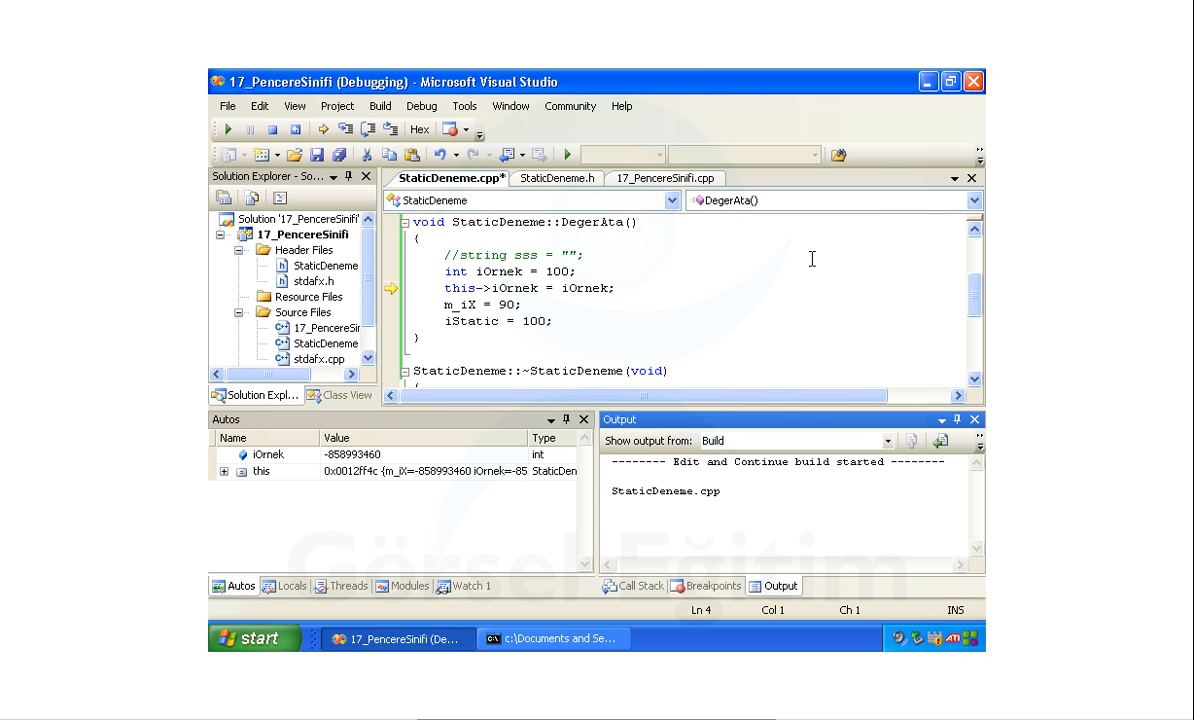 17_PencereSinifi (Debugging) - Microsoft Visual Studio
File Edit View Project Build Debug Tools Window Community Help
Hex
Solution Explorer - So...
StaticDeneme.cpp* StaticDeneme.h 17_PencereSinifi.cpp
StaticDeneme DegerAta()
Solution '17_PencereSinifi'
17_PencereSinifi
Header Files
StaticDeneme
stdafx.h
Resource Files
Source Files
17_PencereSir
StaticDeneme
stdafx.cpp
Solution Expl... Class View
void StaticDeneme::DegerAta()
{
//string sss = "";
int iOrnek = 100;
this->iOrnek = iOrnek;
m_iX = 90;
iStatic = 100;
}
StaticDeneme::~StaticDeneme(void)
{
Autos
Name Value Type
iOrnek -858993460 int
this 0x0012ff4c {m_iX=-858993460 iOrnek=-85 StaticDen
Autos Locals Threads Modules Watch 1
Output
Show output from: Build
-------- Edit and Continue build started --------
StaticDeneme.cpp
Call Stack Breakpoints Output
Görsel Eğitim
Ln 4 Col 1 Ch 1 INS
start 17_PencereSinifi (De... c:\Documents and Se... ATI